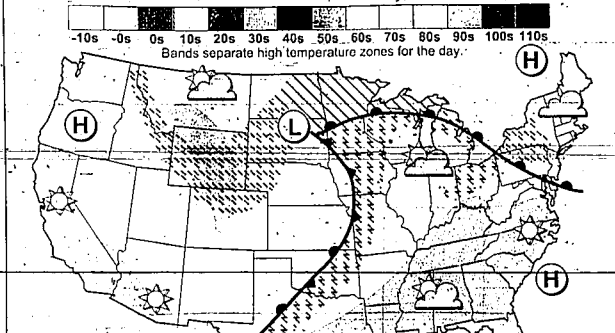 -10s -0s 0s 10s 20s 30s 40s 50s 60s 70s 80s 90s 100s 110s
Bands separate high temperature zones for the day.
H
H
L
H